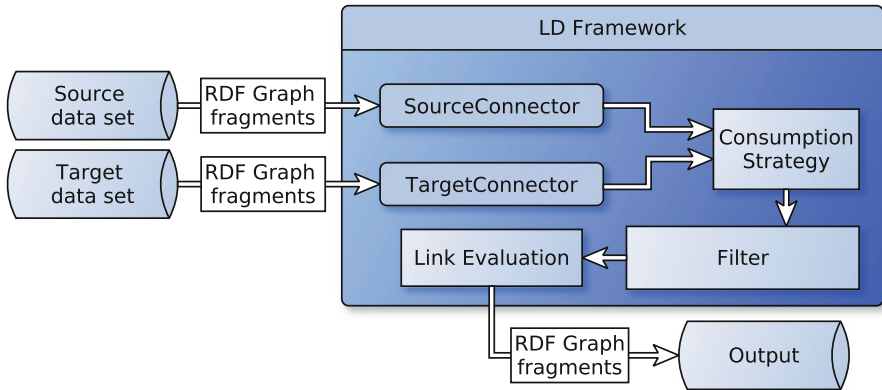 LD Framework
Source
data set
RDF Graph
fragments
SourceConnector
Target
data set
RDF Graph
fragments
TargetConnector
Consumption
Strategy
Link Evaluation
Filter
RDF Graph
fragments
Output